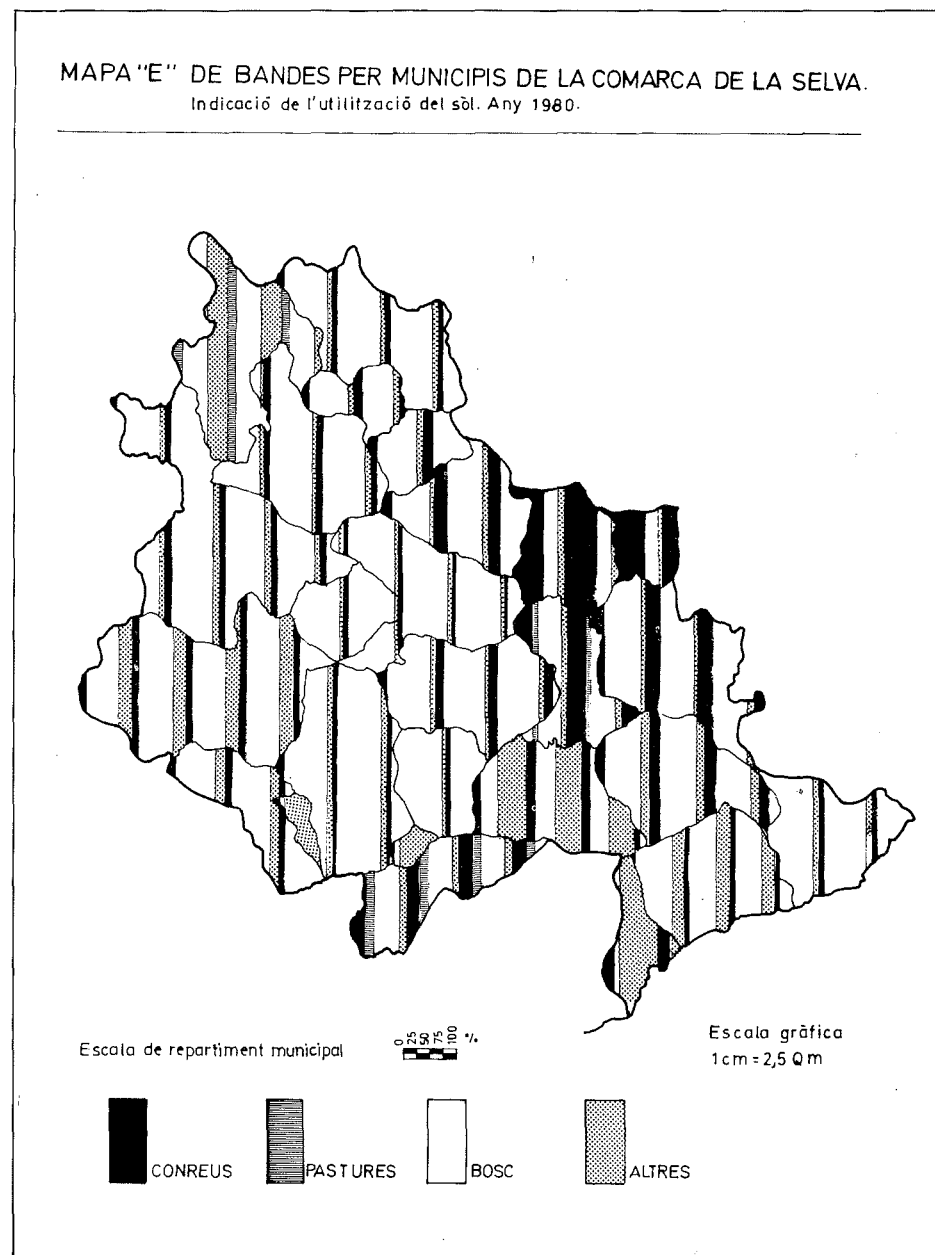 MAPA "E" DE BANDES PER MUNICIPIS DE LA COMARCA DE LA SELVA.
Indicació de l'utilització del sòl. Any 1980.
Escala de repartiment municipal
0 25 50 75 100 %
Escala gràfica
1 cm = 2,5 Qm
CONREUS
PASTURES
BOSC
ALTRES